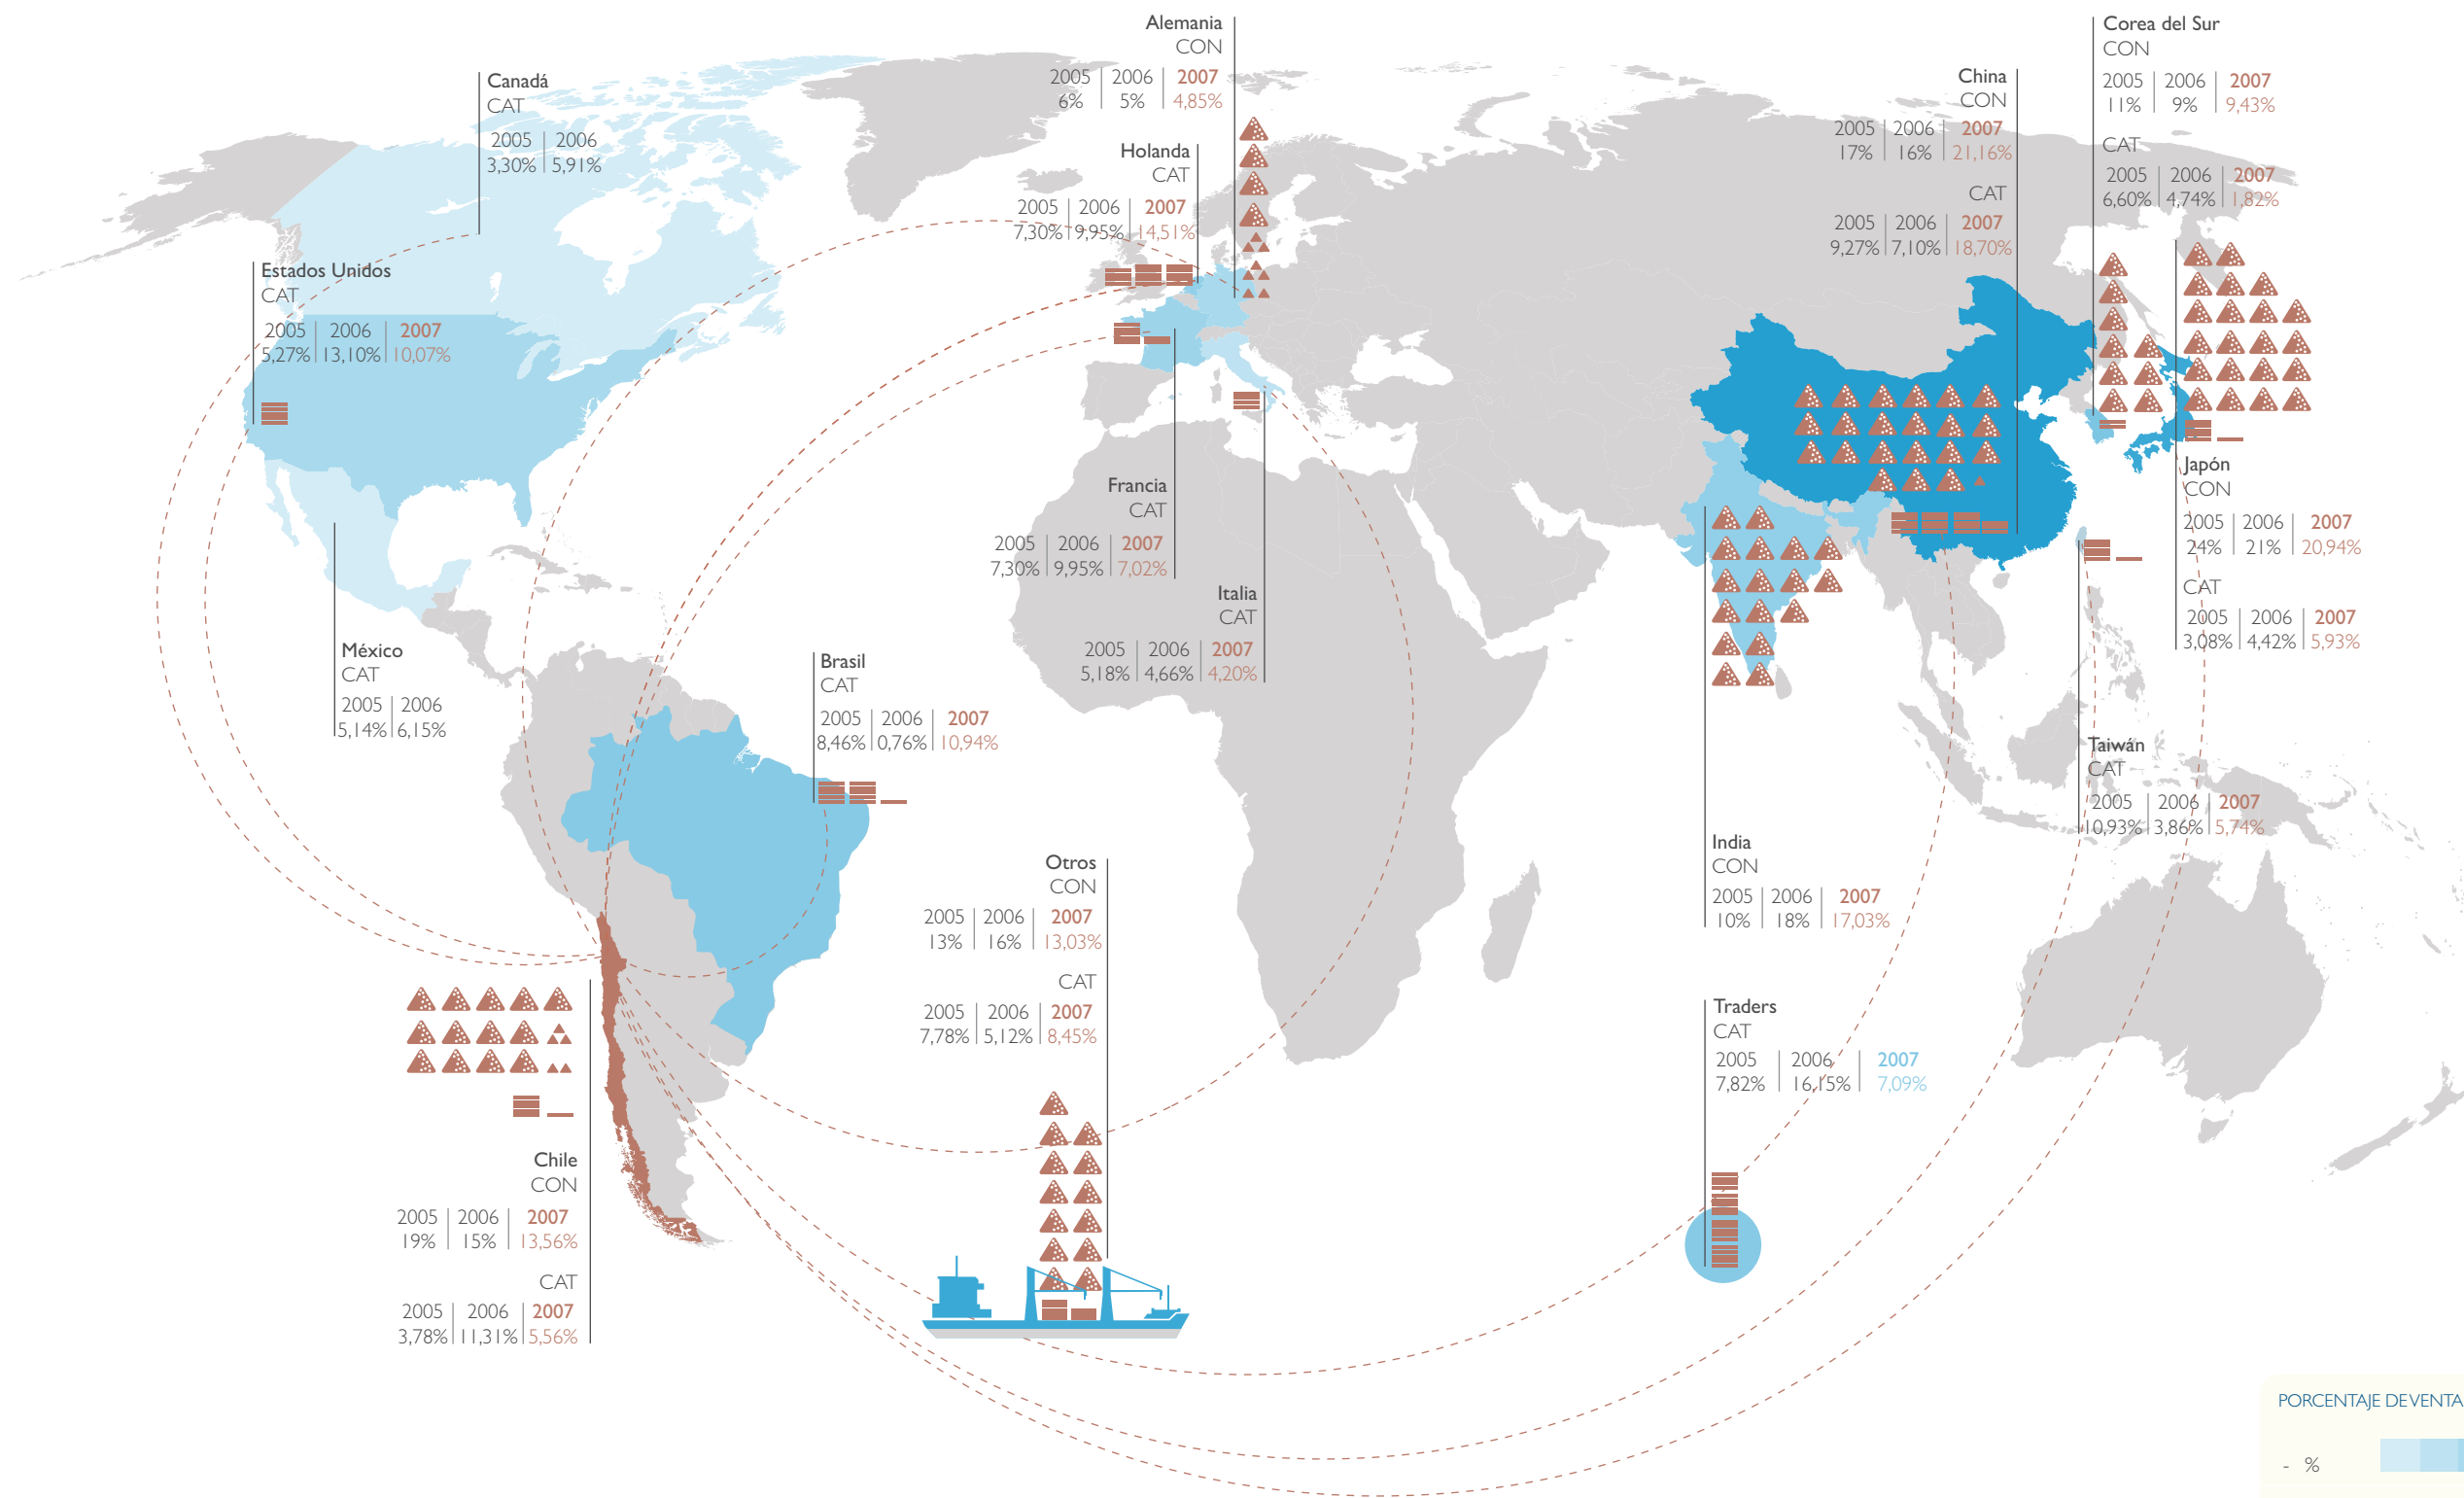 Canadá
CAT
2005 | 2006
3,30% | 5,91%
Estados Unidos
CAT
2005 | 2006 | 2007
5,27% | 13,10% | 10,07%
México
CAT
2005 | 2006
5,14% | 6,15%
Brasil
CAT
2005 | 2006 | 2007
8,46% | 0,76% | 10,94%
Chile
CON
2005 | 2006 | 2007
19% | 15% | 13,56%
CAT
2005 | 2006 | 2007
3,78% | 11,31% | 5,56%
Alemania
CON
2005 | 2006 | 2007
6% | 5% | 4,85%
Holanda
CAT
2005 | 2006 | 2007
7,30% | 9,95% | 14,51%
Francia
CAT
2005 | 2006 | 2007
7,30% | 9,95% | 7,02%
Italia
CAT
2005 | 2006 | 2007
5,18% | 4,66% | 4,20%
Otros
CON
2005 | 2006 | 2007
13% | 16% | 13,03%
CAT
2005 | 2006 | 2007
7,78% | 5,12% | 8,45%
China
CON
2005 | 2006 | 2007
17% | 16% | 21,16%
CAT
2005 | 2006 | 2007
9,27% | 7,10% | 18,70%
Corea del Sur
CON
2005 | 2006 | 2007
11% | 9% | 9,43%
CAT
2005 | 2006 | 2007
6,60% | 4,74% | 1,82%
Japón
CON
2005 | 2006 | 2007
24% | 21% | 20,94%
CAT
2005 | 2006 | 2007
3,08% | 4,42% | 5,93%
Taiwán
CAT
2005 | 2006 | 2007
10,93% | 3,86% | 5,74%
India
CON
2005 | 2006 | 2007
10% | 18% | 17,03%
Traders
CAT
2005 | 2006 | 2007
7,82% | 16,15% | 7,09%
PORCENTAJE DE VENTA
- %